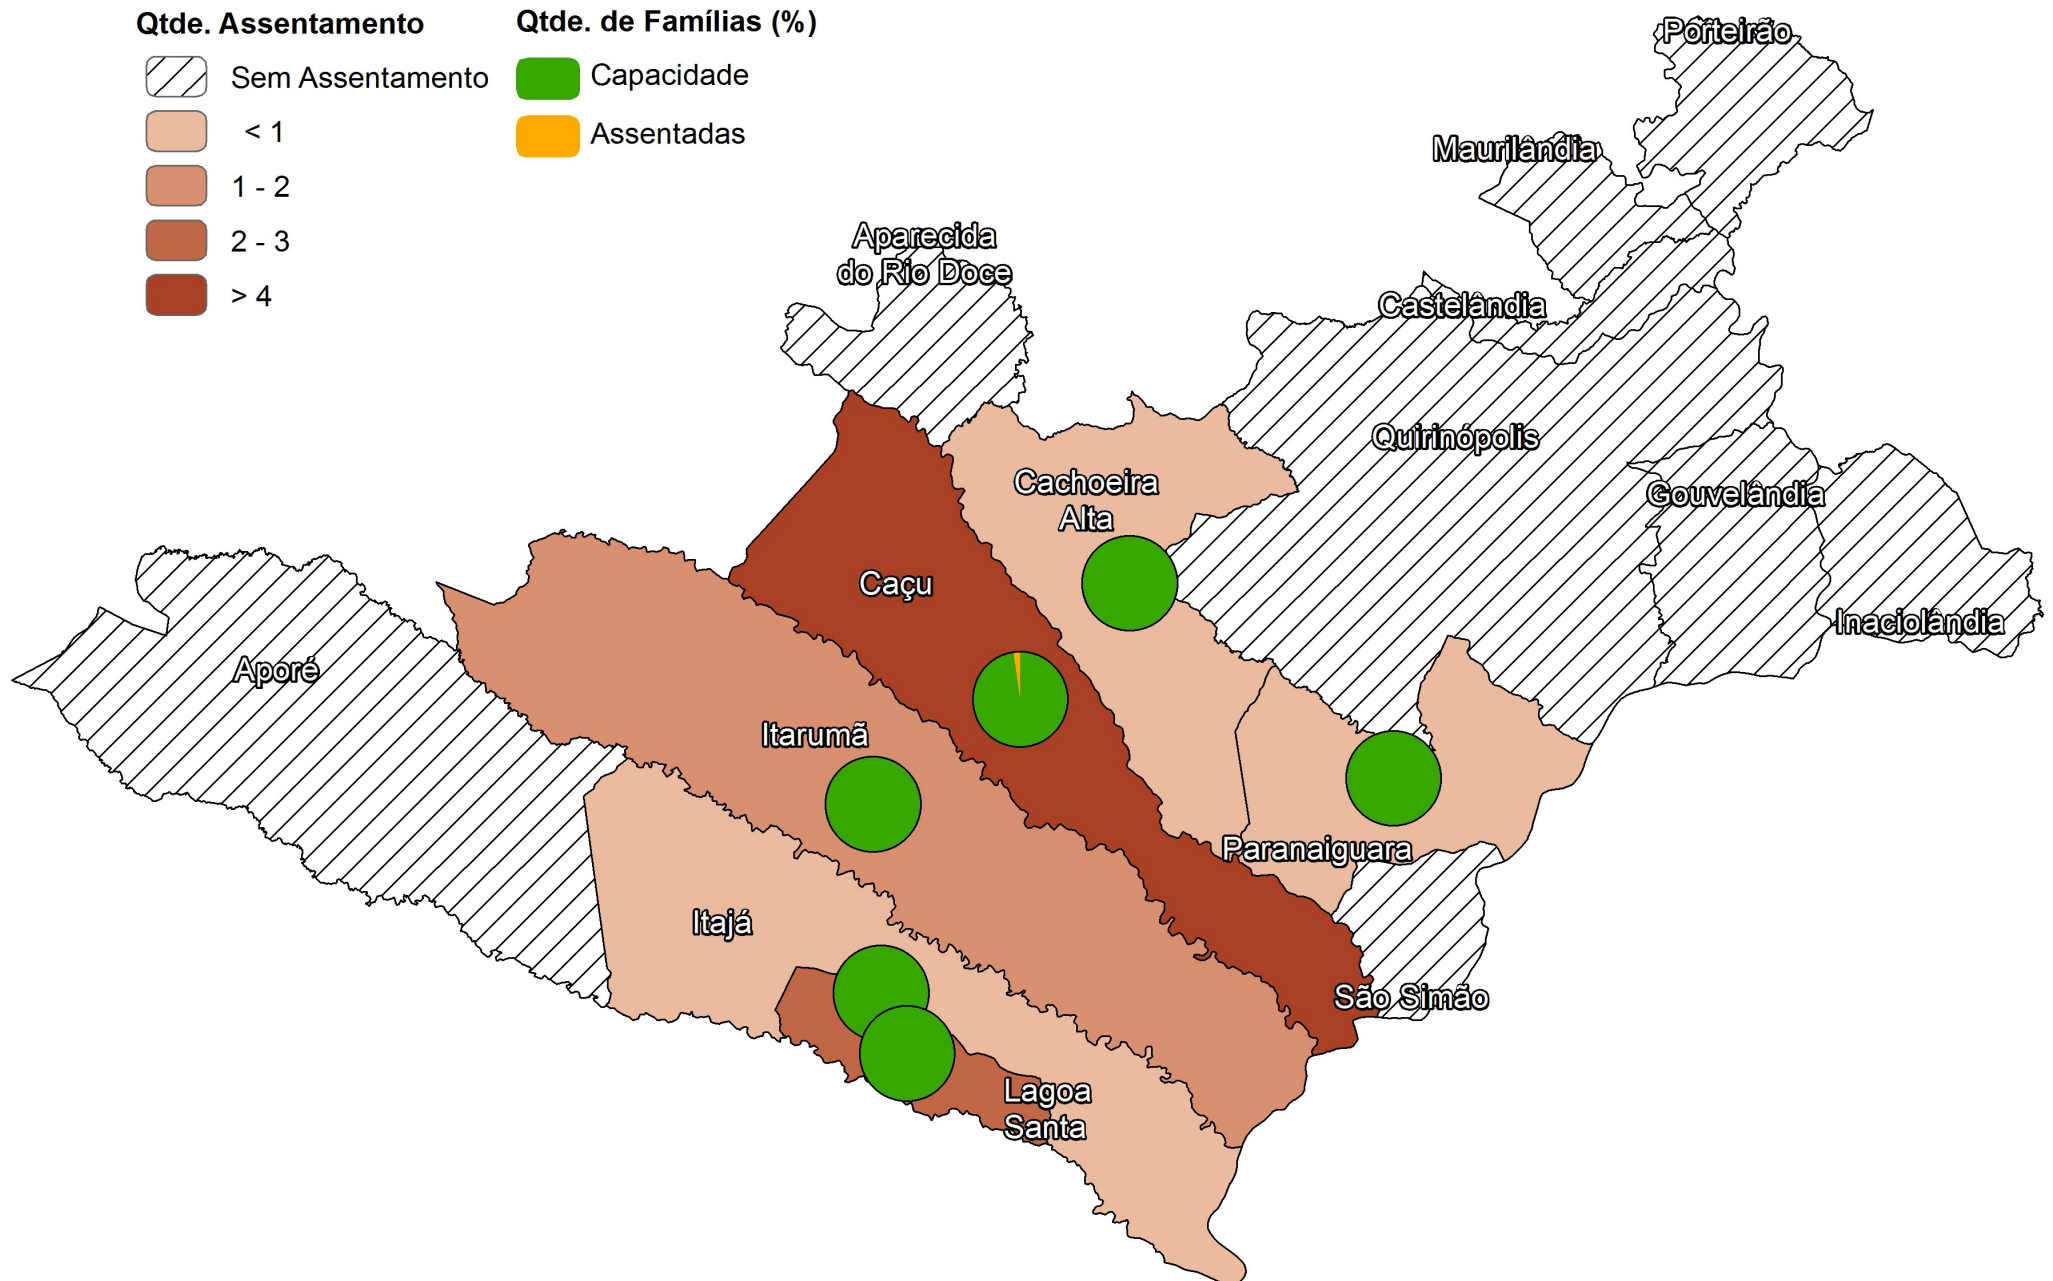 Qtde. Assentamento
Sem Assentamento
< 1
1 - 2
2 - 3
> 4
Qtde. de Famílias (%)
Capacidade
Assentadas
Porteirão
Maurilândia
Aparecida
do Rio Doce
Castelândia
Quirinópolis
Cachoeira
Alta
Gouvelândia
Caçu
Inaciolândia
Aporé
Itarumã
Paranaiguara
Itajá
São Simão
Lagoa
Santa